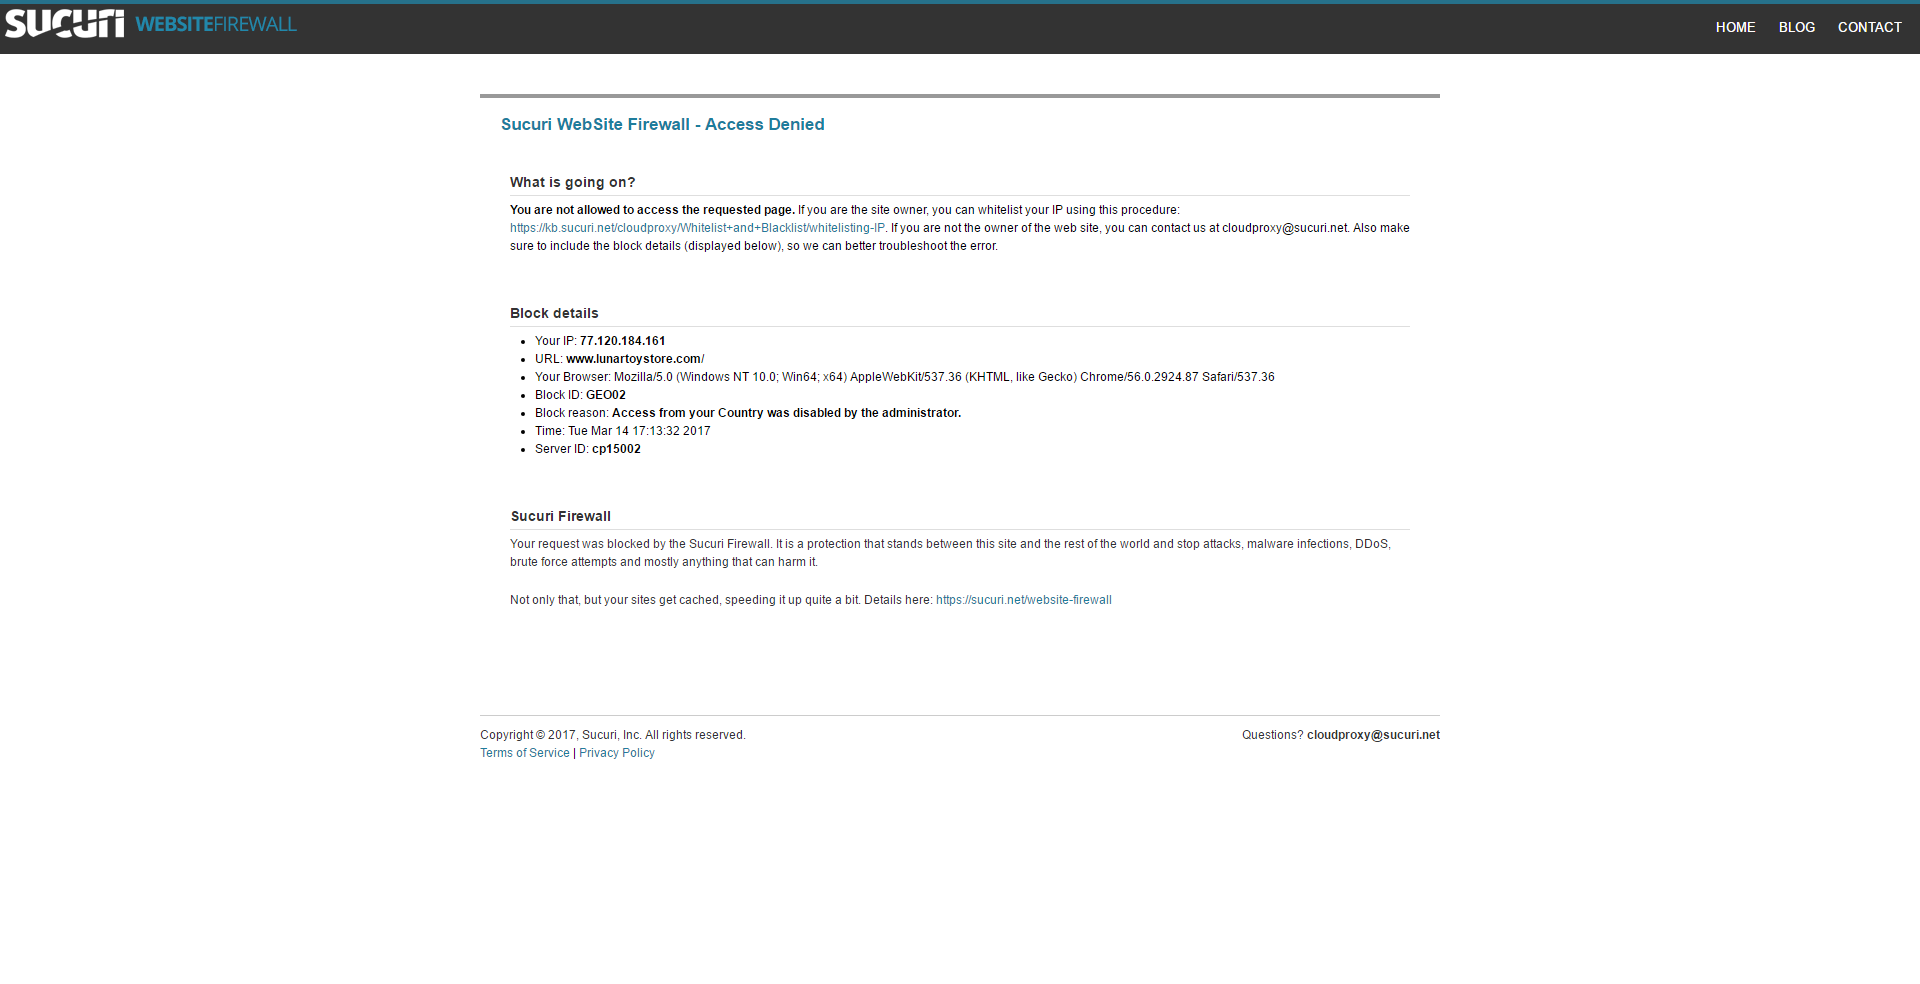 SUCURI WEBSITEFIREWALL
HOME BLOG CONTACT
Sucuri WebSite Firewall - Access Denied
What is going on?
You are not allowed to access the requested page. If you are the site owner, you can whitelist your IP using this procedure:
https://kb.sucuri.net/cloudproxy/Whitelist+and+Blacklist/whitelisting-IP. If you are not the owner of the web site, you can contact us at cloudproxy@sucuri.net. Also make
sure to include the block details (displayed below), so we can better troubleshoot the error.
Block details
Your IP: 77.120.184.161
URL: www.lunartoystore.com/
Your Browser: Mozilla/5.0 (Windows NT 10.0; Win64; x64) AppleWebKit/537.36 (KHTML, like Gecko) Chrome/56.0.2924.87 Safari/537.36
Block ID: GEO02
Block reason: Access from your Country was disabled by the administrator.
Time: Tue Mar 14 17:13:32 2017
Server ID: cp15002
Sucuri Firewall
Your request was blocked by the Sucuri Firewall. It is a protection that stands between this site and the rest of the world and stop attacks, malware infections, DDoS,
brute force attempts and mostly anything that can harm it.
Not only that, but your sites get cached, speeding it up quite a bit. Details here: https://sucuri.net/website-firewall
Copyright © 2017, Sucuri, Inc. All rights reserved.
Questions? cloudproxy@sucuri.net
Terms of Service | Privacy Policy